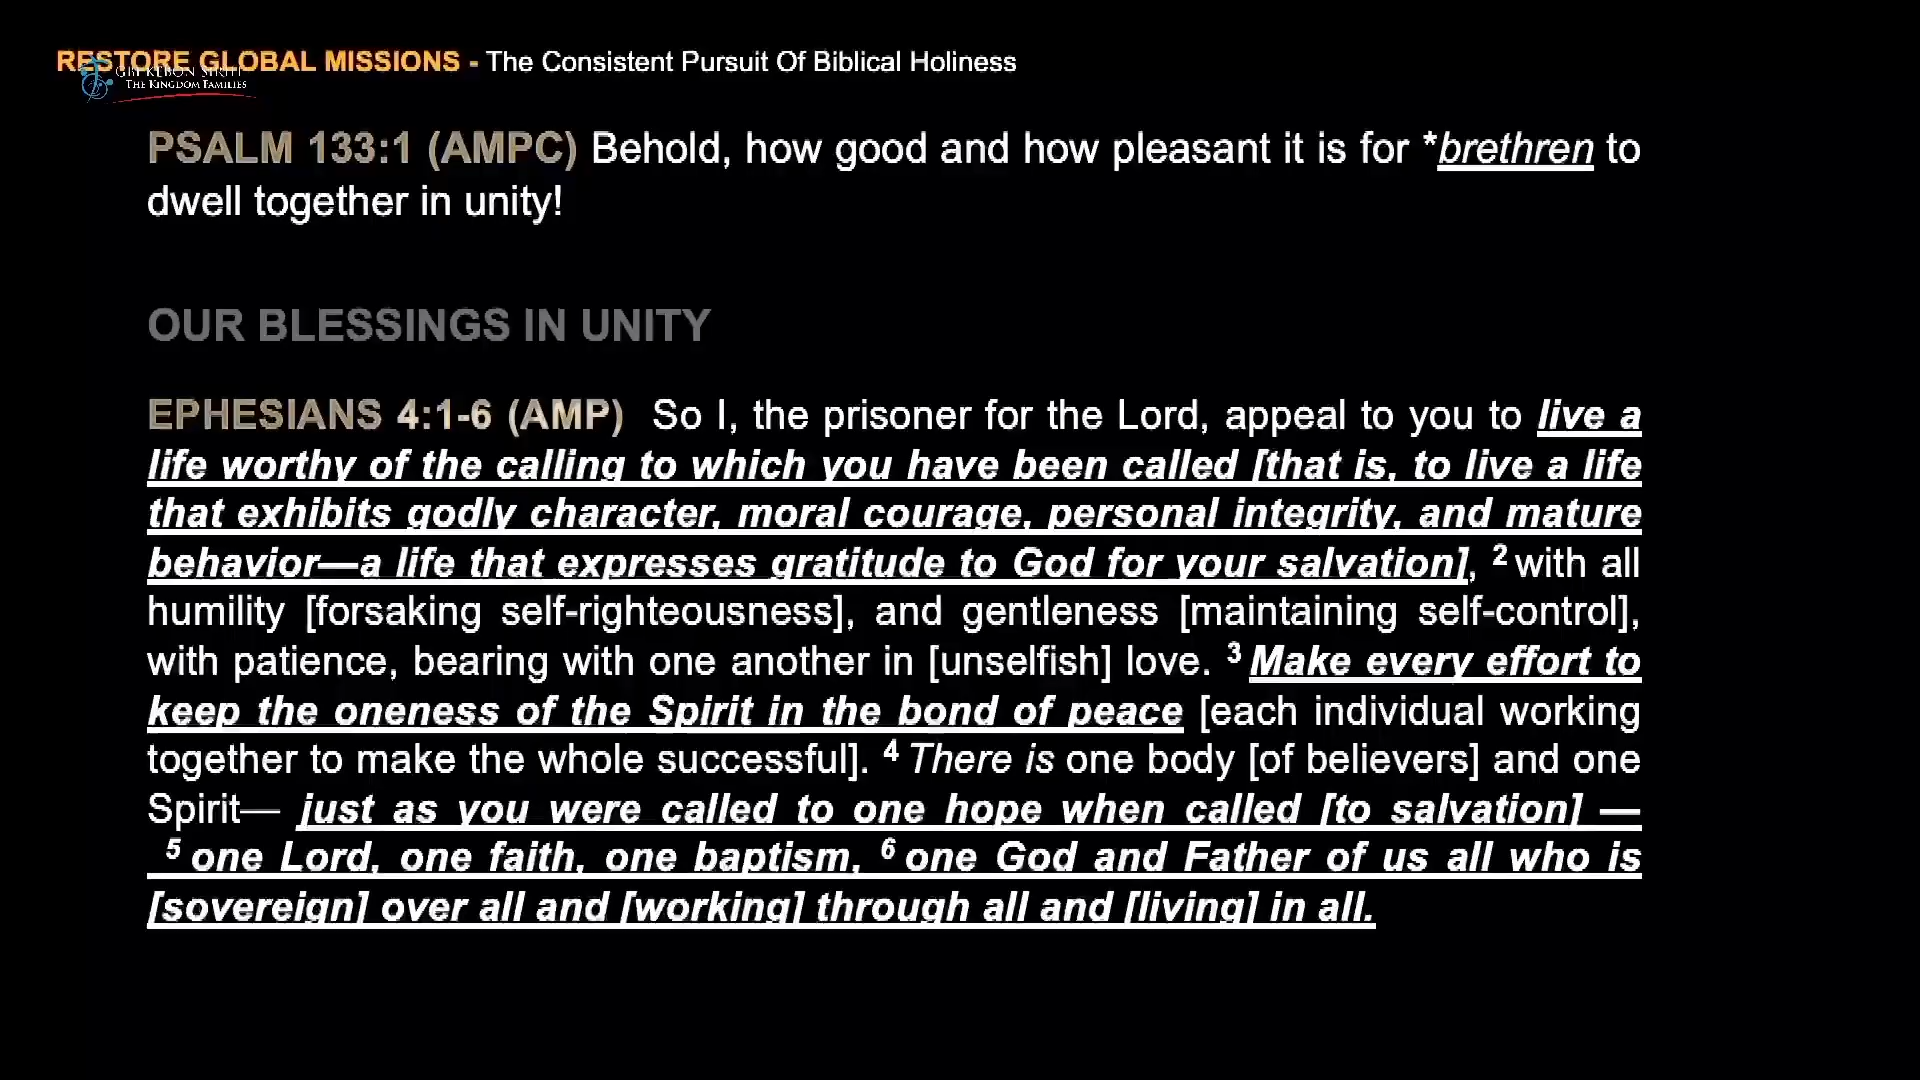 RESTORE GLOBAL MISSIONS - The Consistent Pursuit Of Biblical Holiness
GBI KEBON SIRIH
THE KINGDOM FAMILIES
PSALM 133:1 (AMPC) Behold, how good and how pleasant it is for *brethren to
dwell together in unity!
OUR BLESSINGS IN UNITY
EPHESIANS 4:1-6 (AMP) So I, the prisoner for the Lord, appeal to you to live a
life worthy of the calling to which you have been called [that is, to live a life
that exhibits godly character, moral courage, personal integrity, and mature
behavior—a life that expresses gratitude to God for your salvation], 2 with all
humility [forsaking self-righteousness], and gentleness [maintaining self-control],
with patience, bearing with one another in [unselfish] love. 3 Make every effort to
keep the oneness of the Spirit in the bond of peace [each individual working
together to make the whole successful]. 4 There is one body [of believers] and one
Spirit— just as you were called to one hope when called [to salvation] —
5 one Lord, one faith, one baptism, 6 one God and Father of us all who is
[sovereign] over all and [working] through all and [living] in all.